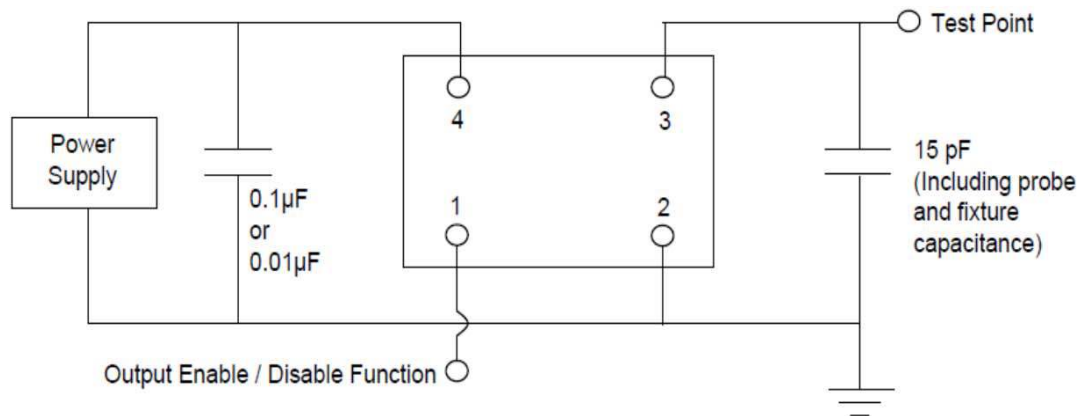 Test Point
4
3
Power
Supply
0.1µF
or
0.01µF
1
2
15 pF
(Including probe
and fixture
capacitance)
Output Enable / Disable Function